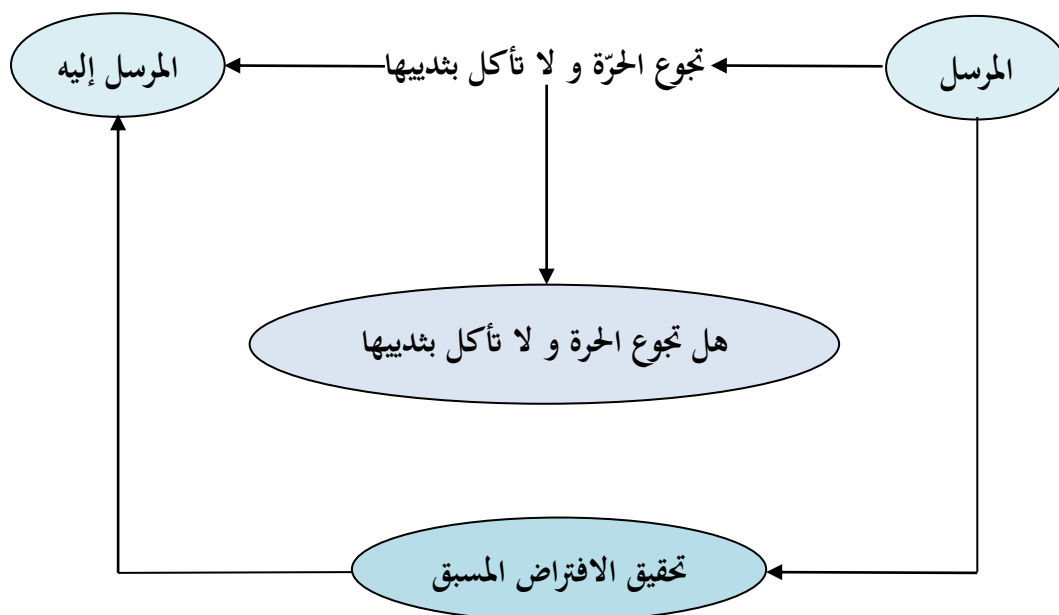 المرسل
تجوع الحرّة و لا تأكل بثدييها
المرسل إليه
هل تجوع الحرة و لا تأكل بثدييها
تحقيق الافتراض المسبق